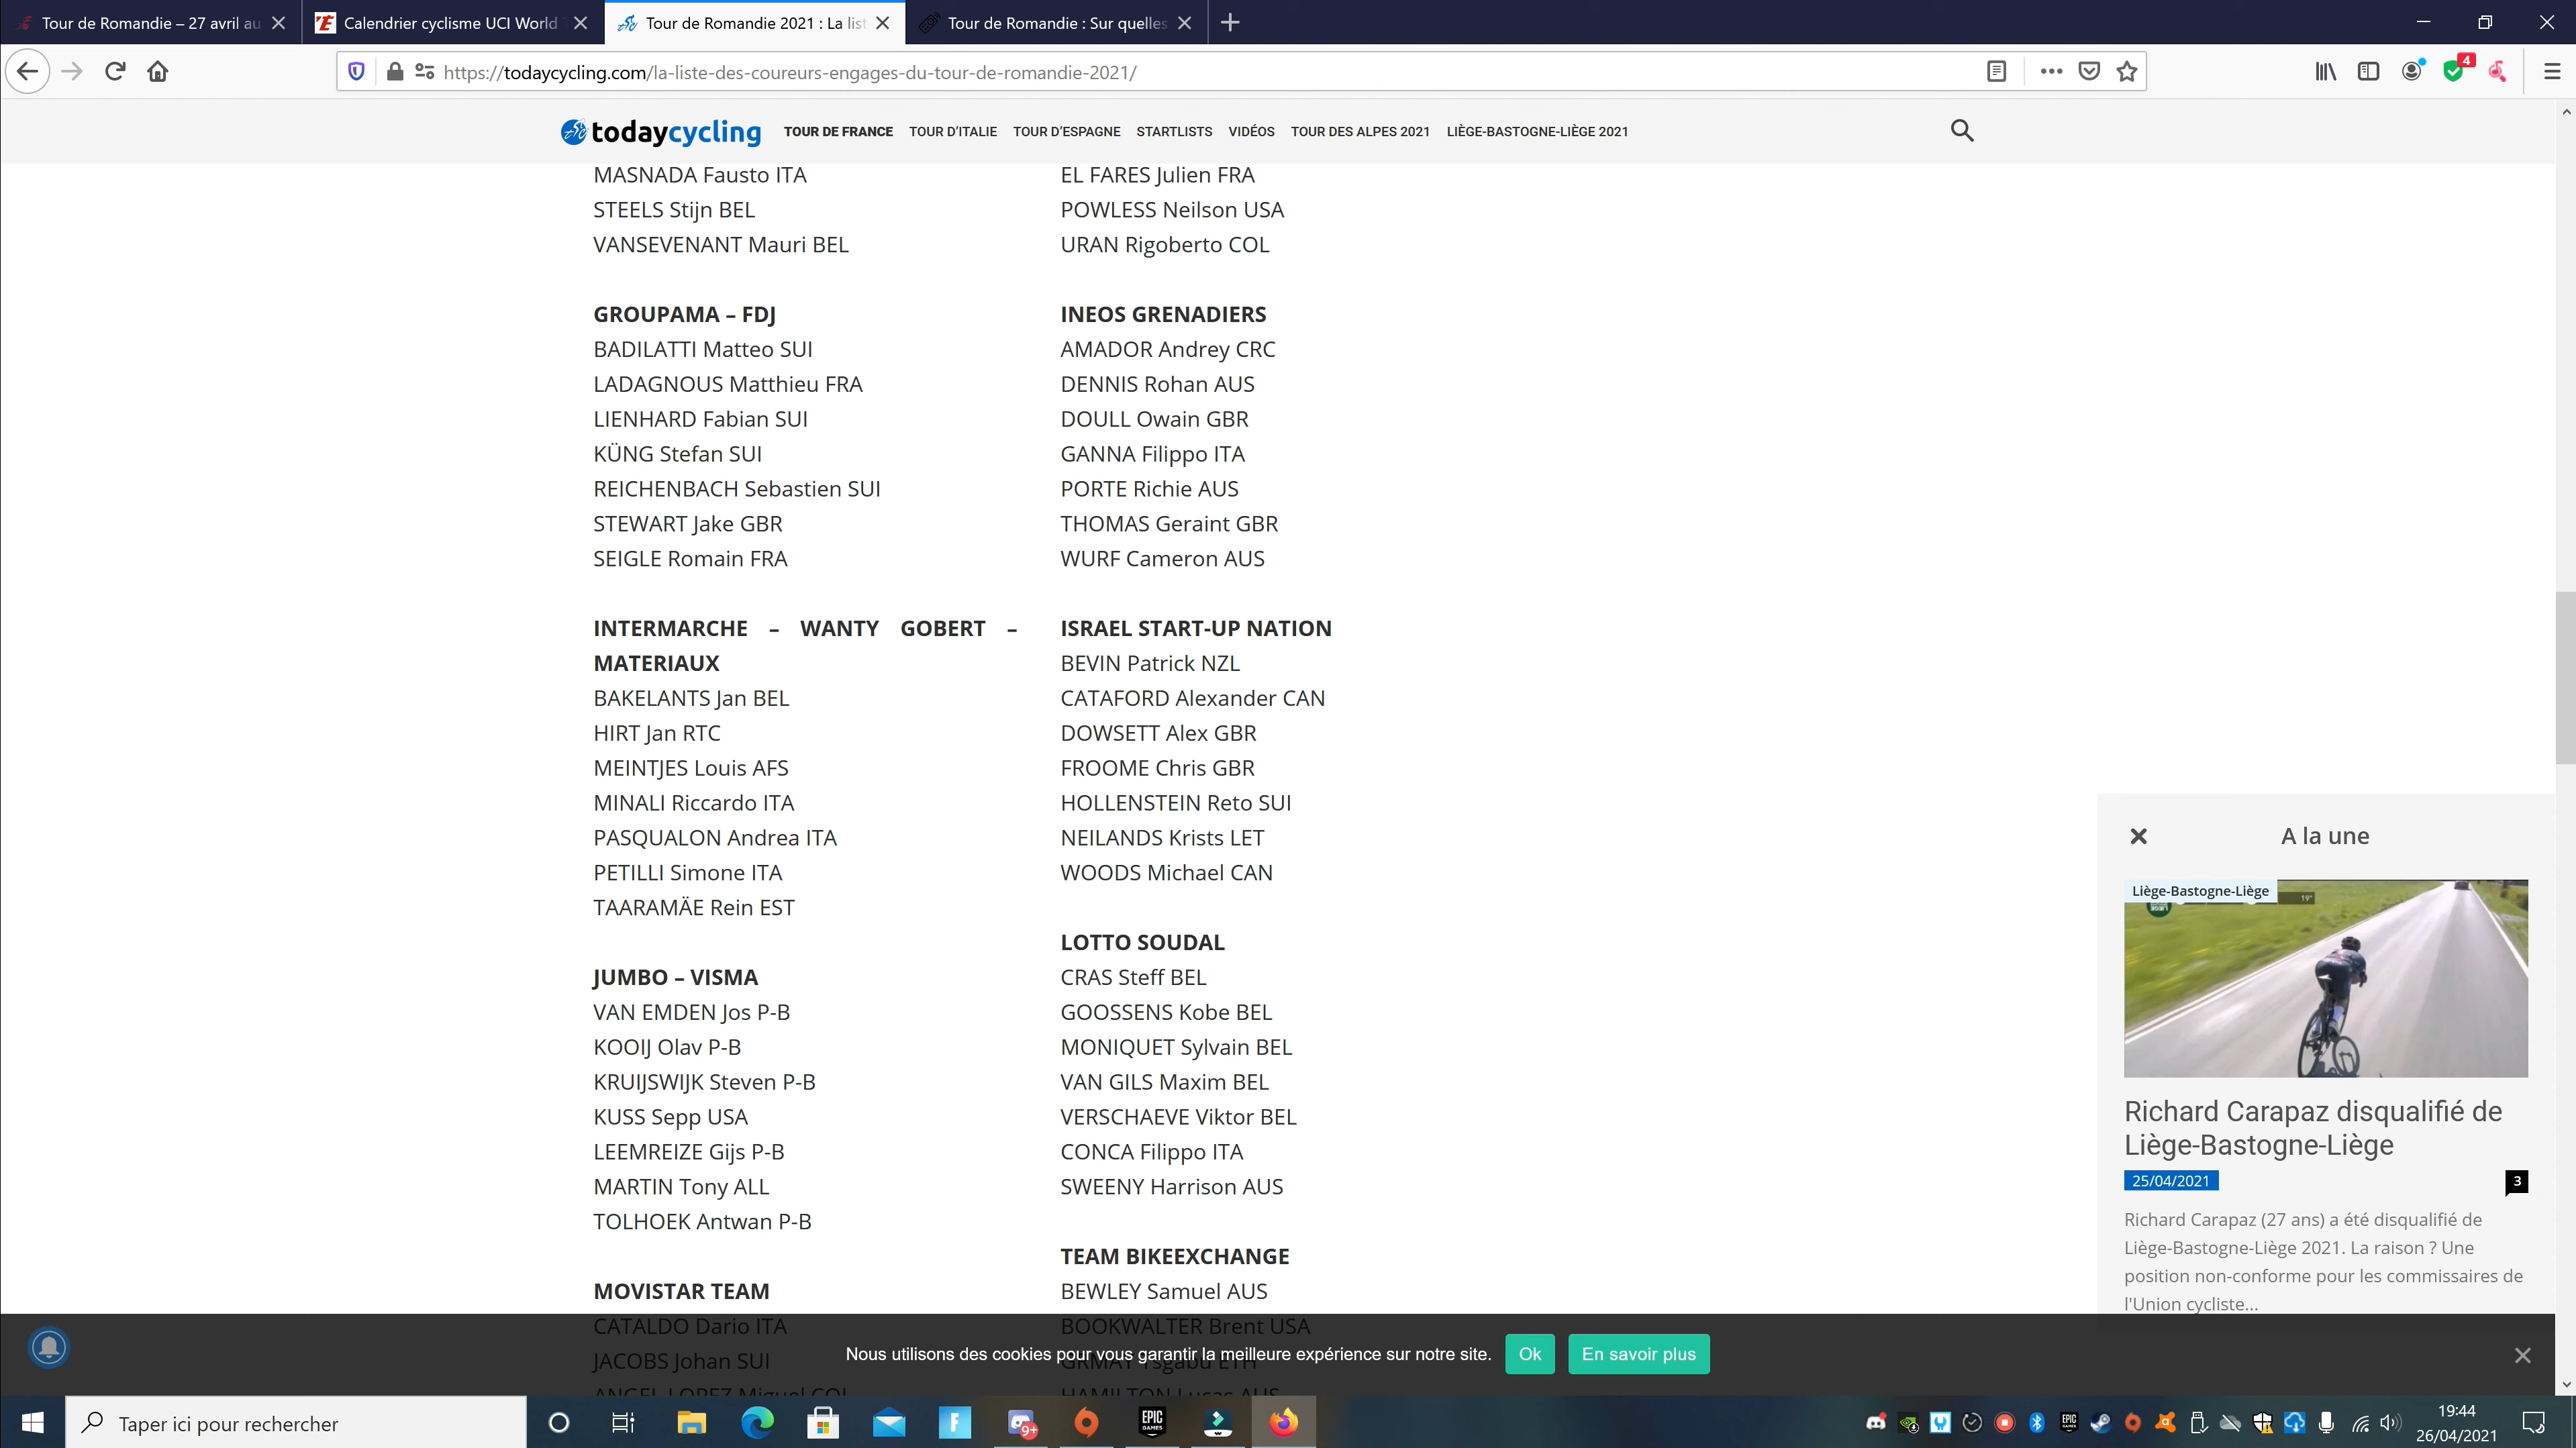 Tour de Romandie – 27 avril au
Calendrier cyclisme UCI World
Tour de Romandie 2021 : La list
Tour de Romandie : Sur quelles
https://todaycycling.com/la-liste-des-coureurs-engages-du-tour-de-romandie-2021/
4
todaycycling
TOUR DE FRANCE TOUR D'ITALIE TOUR D'ESPAGNE STARTLISTS VIDÉOS TOUR DES ALPES 2021 LIÈGE-BASTOGNE-LIÈGE 2021
MASNADA Fausto ITA
STEELS Stijn BEL
VANSEVENANT Mauri BEL
GROUPAMA – FDJ
BADILATTI Matteo SUI
LADAGNOUS Matthieu FRA
LIENHARD Fabian SUI
KÜNG Stefan SUI
REICHENBACH Sebastien SUI
STEWART Jake GBR
SEIGLE Romain FRA
INTERMARCHE – WANTY GOBERT –
MATERIAUX
BAKELANTS Jan BEL
HIRT Jan RTC
MEINTJES Louis AFS
MINALI Riccardo ITA
PASQUALON Andrea ITA
PETILLI Simone ITA
TAARAMÄE Rein EST
JUMBO – VISMA
VAN EMDEN Jos P-B
KOOIJ Olav P-B
KRUIJSWIJK Steven P-B
KUSS Sepp USA
LEEMREIZE Gijs P-B
MARTIN Tony ALL
TOLHOEK Antwan P-B
MOVISTAR TEAM
CATALDO Dario ITA
JACOBS Johan SUI
ANGEL LOPEZ Miguel COL
EL FARES Julien FRA
POWLESS Neilson USA
URAN Rigoberto COL
INEOS GRENADIERS
AMADOR Andrey CRC
DENNIS Rohan AUS
DOULL Owain GBR
GANNA Filippo ITA
PORTE Richie AUS
THOMAS Geraint GBR
WURF Cameron AUS
ISRAEL START-UP NATION
BEVIN Patrick NZL
CATAFORD Alexander CAN
DOWSETT Alex GBR
FROOME Chris GBR
HOLLENSTEIN Reto SUI
NEILANDS Krists LET
WOODS Michael CAN
LOTTO SOUDAL
CRAS Steff BEL
GOOSSENS Kobe BEL
MONIQUET Sylvain BEL
VAN GILS Maxim BEL
VERSCHAEVE Viktor BEL
CONCA Filippo ITA
SWEENY Harrison AUS
TEAM BIKEEXCHANGE
BEWLEY Samuel AUS
BOOKWALTER Brent USA
GRMAY Tsgabu ETH
HAMILTON Lucas AUS
A la une
Liège-Bastogne-Liège
19"
Richard Carapaz disqualifié de
Liège-Bastogne-Liège
25/04/2021
3
Richard Carapaz (27 ans) a été disqualifié de
Liège-Bastogne-Liège 2021. La raison ? Une
position non-conforme pour les commissaires de
l'Union cycliste...
Nous utilisons des cookies pour vous garantir la meilleure expérience sur notre site.
Ok
En savoir plus
Taper ici pour rechercher
9+
EPIC
GAMES
19:44
26/04/2021